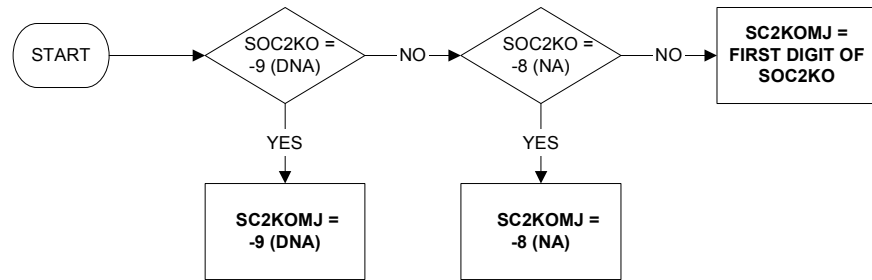 START
SOC2KO =
-9 (DNA)
NO
SOC2KO =
-8 (NA)
NO
SC2KOMJ =
FIRST DIGIT OF
SOC2KO
YES
YES
SC2KOMJ =
-9 (DNA)
SC2KOMJ =
-8 (NA)